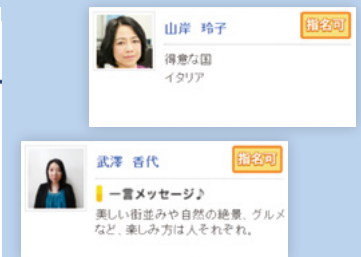 山岸 玲子
指名可
得意な国
イタリア
武澤 香代
指名可
一言メッセージ♪
美しい街並みや自然の絶景、グルメ
など、楽しみ方は人それぞれ。